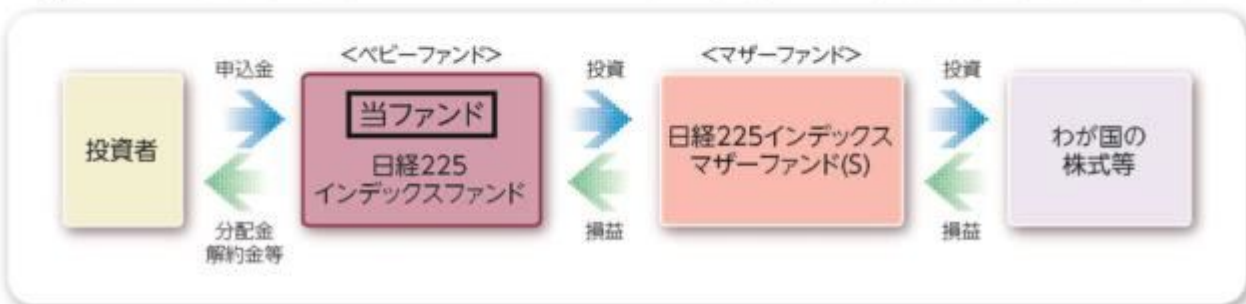 <ベビーファンド>
<マザーファンド>
申込金
投資
投資
投資者
当ファンド
日経225
インデックスファンド
日経225インデックス
マザーファンド(S)
わが国の
株式等
分配金
解約金等
損益
損益